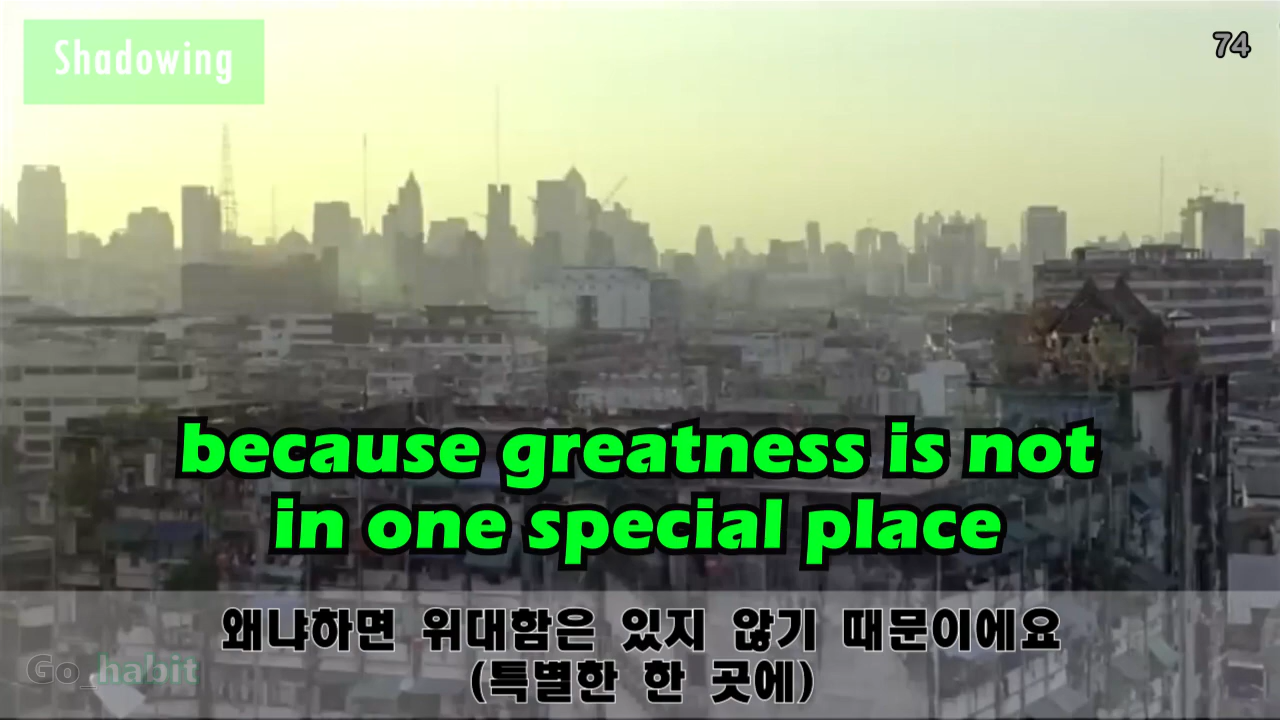 Shadowing
74
because greatness is not
in one special place
왜냐하면 위대함은 있지 않기 때문이에요
(특별한 한 곳에)
Go_habit